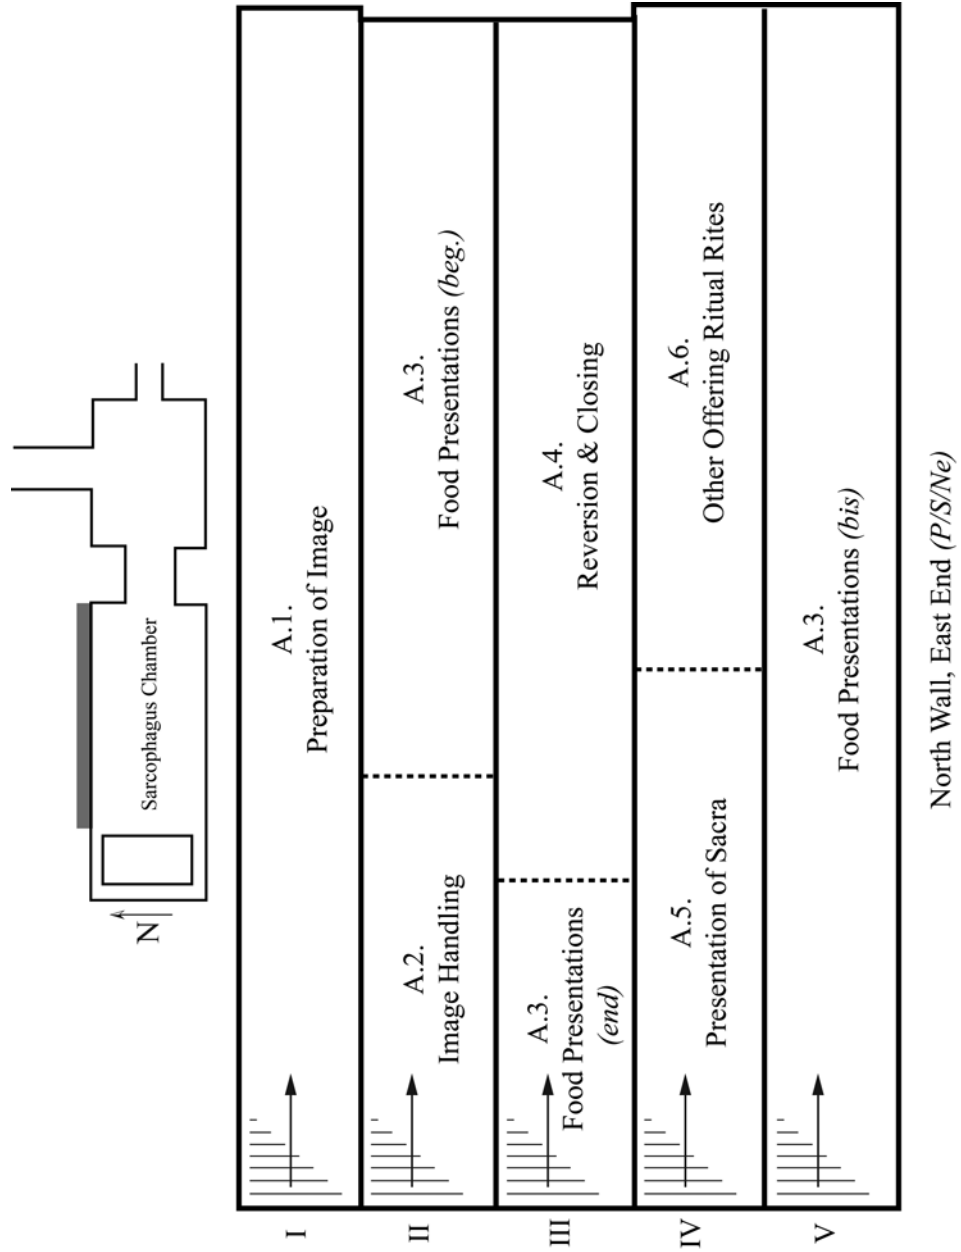 N
Sarcophagus Chamber
I
A.1.
Preparation of Image
II
A.2.
Image Handling
A.3.
Food Presentations (beg.)
III
A.3.
Food Presentations
(end)
A.4.
Reversion & Closing
IV
A.5.
Presentation of Sacra
A.6.
Other Offering Ritual Rites
V
A.3.
Food Presentations (bis)
North Wall, East End (P/S/Ne)